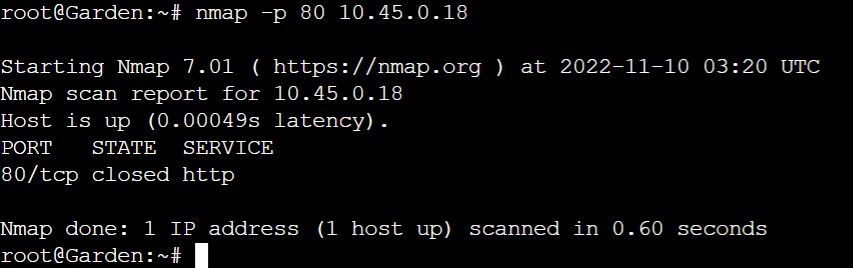 root@Garden:~# nmap -p 80 10.45.0.18
Starting Nmap 7.01 ( https://nmap.org ) at 2022-11-10 03:20 UTC
Nmap scan report for 10.45.0.18
Host is up (0.00049s latency).
PORT   STATE  SERVICE
80/tcp closed http
Nmap done: 1 IP address (1 host up) scanned in 0.60 seconds
root@Garden:~#